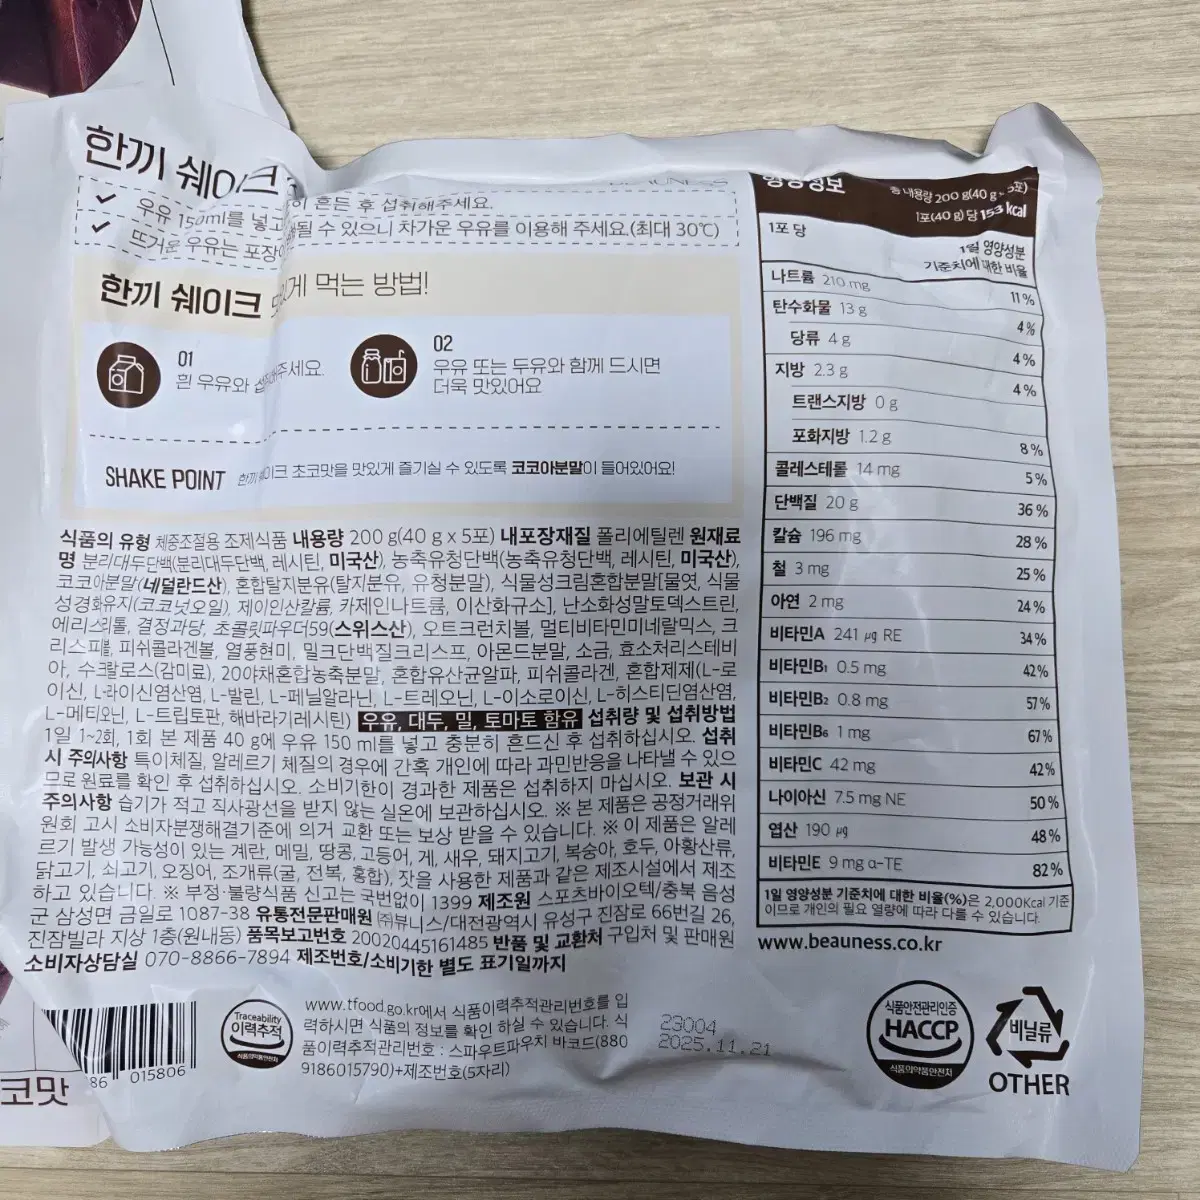 한끼 쉐이크
우유 150ml를 넣고 히 흔든 후 섭취해주세요.
뜨거운 우유는 포장이 될 수 있으니 차가운 우유를 이용해 주세요.(최대 30℃)
한끼 쉐이크 있게 먹는 방법!
01
흰 우유와 해주세요.
02
우유 또는 두유와 함께 드시면
더욱 맛있어요
SHAKE POINT 한끼 쉐이크 초코맛을 맛있게 즐기실 수 있도록 코코아분말이 들어있어요!
식품의 유형 체중조절용 조제식품 내용량 200 g(40 g x 5포) 내포장재질 폴리에틸렌 원재료
명 분리대두단백(분리대두단백, 레시틴, 미국산), 농축유청단백(농축유청단백, 레시틴, 미국산),
코코아분말(네덜란드산), 혼합탈지분유(탈지분유, 유청분말), 식물성크림혼합분말[물엿, 식물
성경화유지(코코넛오일), 제이인산칼륨, 카제인나트륨, 이산화규소], 난소화성말토덱스트린,
에리스리톨, 결정과당, 초콜릿파우더59(스위스산), 오트크런치볼, 멀티비타민미네랄믹스, 크
리스피볼, 피쉬콜라겐볼, 열풍현미, 밀크단백질크리스프, 아몬드분말, 소금, 효소처리스테비
아, 수크랄로스(감미료), 20야채혼합농축분말, 혼합유산균알파, 피쉬콜라겐, 혼합제제(L-로
이신, L-라이신염산염, L-발린, L-페닐알라닌, L-트레오닌, L-이소로이신, L-히스티딘염산염,
L-메티오닌, L-트립토판, 해바라기레시틴) 우유, 대두, 밀, 토마토 함유 섭취량 및 섭취방법
1일 1~2회, 1회 본 제품 40 g에 우유 150 ml를 넣고 충분히 흔드신 후 섭취하십시오. 섭취
시 주의사항 특이체질, 알레르기 체질의 경우에 간혹 개인에 따라 과민반응을 나타낼 수 있으
므로 원료를 확인 후 섭취하십시오. 소비기한이 경과한 제품은 섭취하지 마십시오. 보관 시
주의사항 습기가 적고 직사광선을 받지 않는 실온에 보관하십시오. ※ 본 제품은 공정거래위
원회 고시 소비자분쟁해결기준에 의거 교환 또는 보상 받을 수 있습니다. ※ 이 제품은 알레
르기 발생 가능성이 있는 계란, 메밀, 땅콩, 고등어, 게, 새우, 돼지고기, 복숭아, 호두, 아황산류,
닭고기, 쇠고기, 오징어, 조개류(굴, 전복, 홍합), 잣을 사용한 제품과 같은 제조시설에서 제조
하고 있습니다. ※ 부정·불량식품 신고는 국번없이 1399 제조원 스포츠바이오텍/충북 음성
군 삼성면 금일로 1087-38 유통전문판매원 ㈜뷰니스/대전광역시 유성구 진잠로 66번길 26,
진잠빌라 지상 1층(원내동) 품목보고번호 20020445161485 반품 및 교환처 구입처 및 판매원
소비자상담실 070-8866-7894 제조번호/소비기한 별도 표기일까지
영양정보
총 내용량 200 g(40 g x 5포)
1포(40 g) 당 153 kcal
1포 당
1일 영양성분
기준치에 대한 비율
나트륨 210 mg 11 %
탄수화물 13 g 4 %
당류 4 g 4 %
지방 2.3 g 4 %
트랜스지방 0 g
포화지방 1.2 g 8 %
콜레스테롤 14 mg 5 %
단백질 20 g 36 %
칼슘 196 mg 28 %
철 3 mg 25 %
아연 2 mg 24 %
비타민A 241 μg RE 34 %
비타민B₁ 0.5 mg 42%
비타민B₂ 0.8 mg 57 %
비타민B₆ 1 mg 67%
비타민C 42 mg 42%
나이아신 7.5 mg NE 50 %
엽산 190 μg 48 %
비타민E 9 mg α-TE 82 %
1일 영양성분 기준치에 대한 비율(%)은 2,000Kcal 기준
이므로 개인의 필요 열량에 따라 다를 수 있습니다.
www.beauness.co.kr
86 015806
Traceability
이력추적
식품의약품안전처
www.tfood.go.kr에서 식품이력추적관리번호를 입
력하시면 식품의 정보를 확인 하실 수 있습니다. 식
품이력추적관리번호 : 스파우트파우치 바코드(880
9186015790)+제조번호(5자리)
23004
2025.11.21
식품안전관리인증
HACCP
식품의약품안전처
비닐류
OTHER
코맛